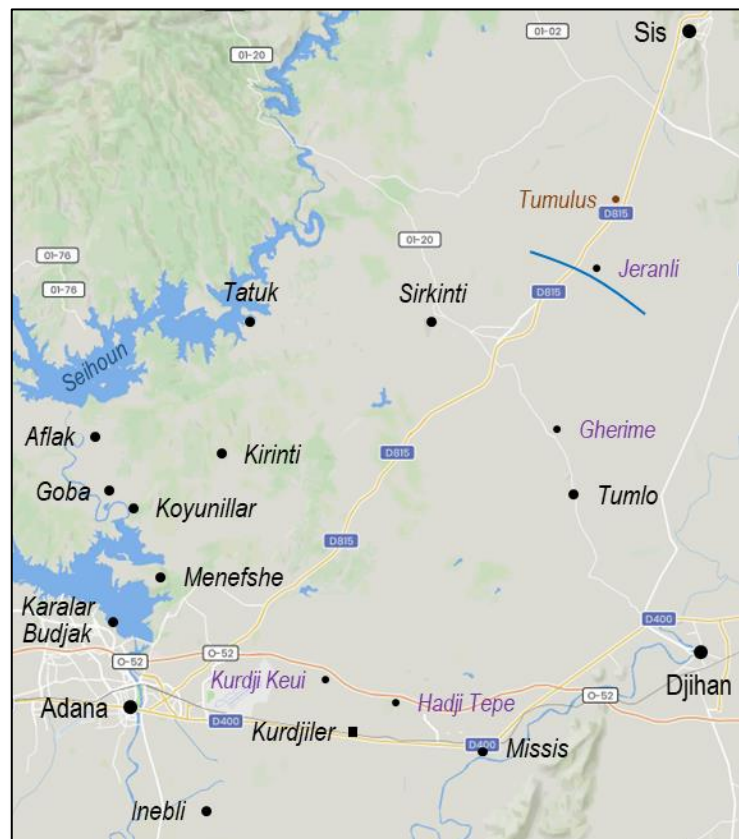 01-20
01-02
Sis
Tumulus
D815
01-20
Jeranli
01-76
01-76
Tatuk
Sirkinti
D815
Seihoun
Aflak
Kirinti
D815
Gherime
Goba
Koyunillar
Tumlo
D815
Menefshe
Karalar
Budjak
D400
O-52
O-52
Kurdji Keui
Hadji Tepe
O-52
Djihan
Adana
D400
Kurdjiler
D400
Missis
Inebli